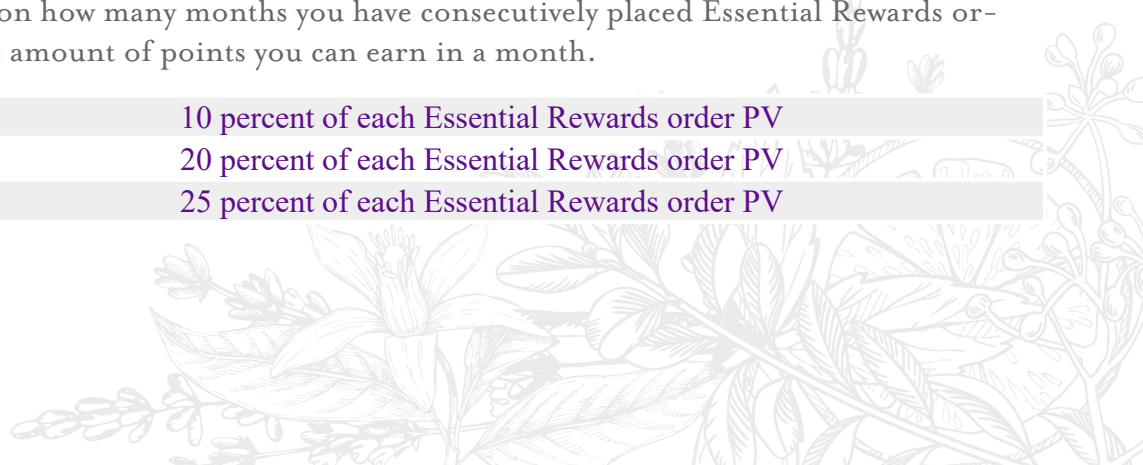 on how many months you have consecutively placed Essential Rewards or-
amount of points you can earn in a month.
10 percent of each Essential Rewards order PV
20 percent of each Essential Rewards order PV
25 percent of each Essential Rewards order PV